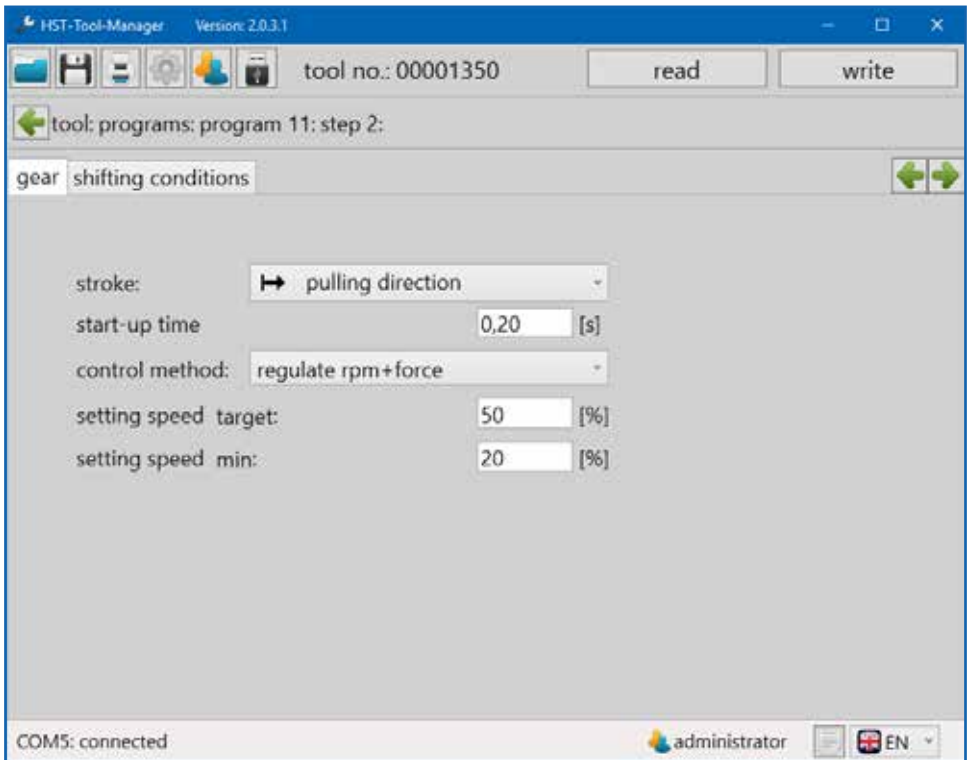 HST-Tool-Manager Version: 2.0.3.1
tool no.: 00001350 read write
tool: programs: program 11: step 2:
gear shifting conditions
stroke: pulling direction
start-up time 0,20 [s]
control method: regulate rpm+force
setting speed target: 50 [%]
setting speed min: 20 [%]
COM5: connected administrator EN